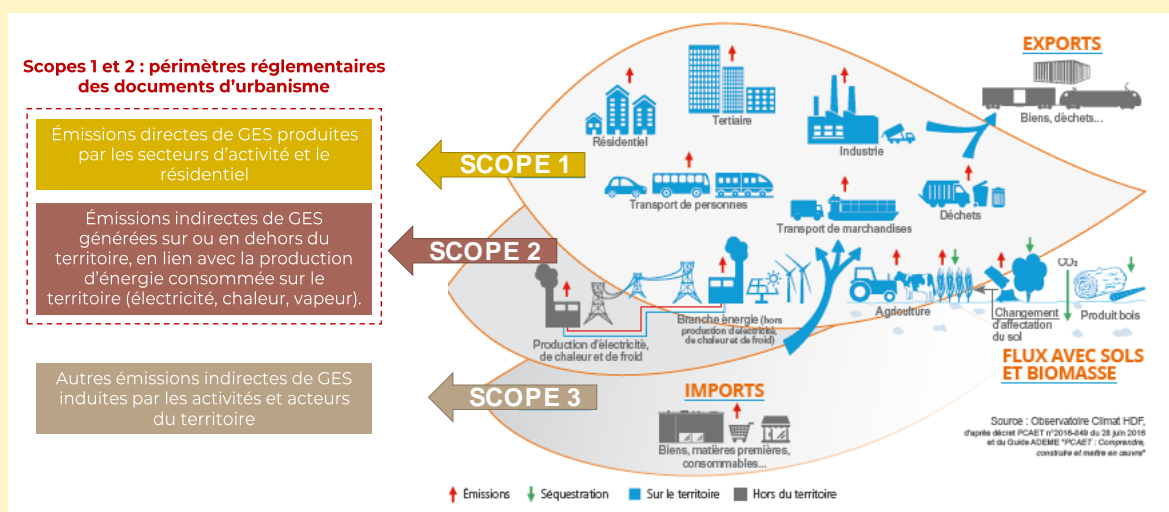 Scopes 1 et 2 : périmètres réglementaires
des documents d'urbanisme
Émissions directes de GES produites
par les secteurs d'activité et le
résidentiel
Émissions indirectes de GES
générées sur ou en dehors du
territoire, en lien avec la production
d'énergie consommée sur le
territoire (électricité, chaleur, vapeur).
Autres émissions indirectes de GES
induites par les activités et acteurs
du territoire
SCOPE 1
SCOPE 2
SCOPE 3
EXPORTS
Biens, déchets...
Tertiaire
Résidentiel
Industrie
Transport de personnes
Transport de marchandises
Déchets
Production d'électricité,
de chaleur et de froid
Branche énergie (hors
production d'électricité,
de chaleur et de froid)
Agriculture
Changement
d'affectation
du sol
CO₂
Produit bois
FLUX AVEC SOLS
ET BIOMASSE
IMPORTS
Biens, matières premières,
consommables...
Source : Observatoire Climat HDF,
d'après décret PCAET n°2016-849 du 28 juin 2016
et du Guide ADEME "PCAET : Comprendre,
construire et mettre en œuvre"
Émissions
Séquestration
Sur le territoire
Hors du territoire